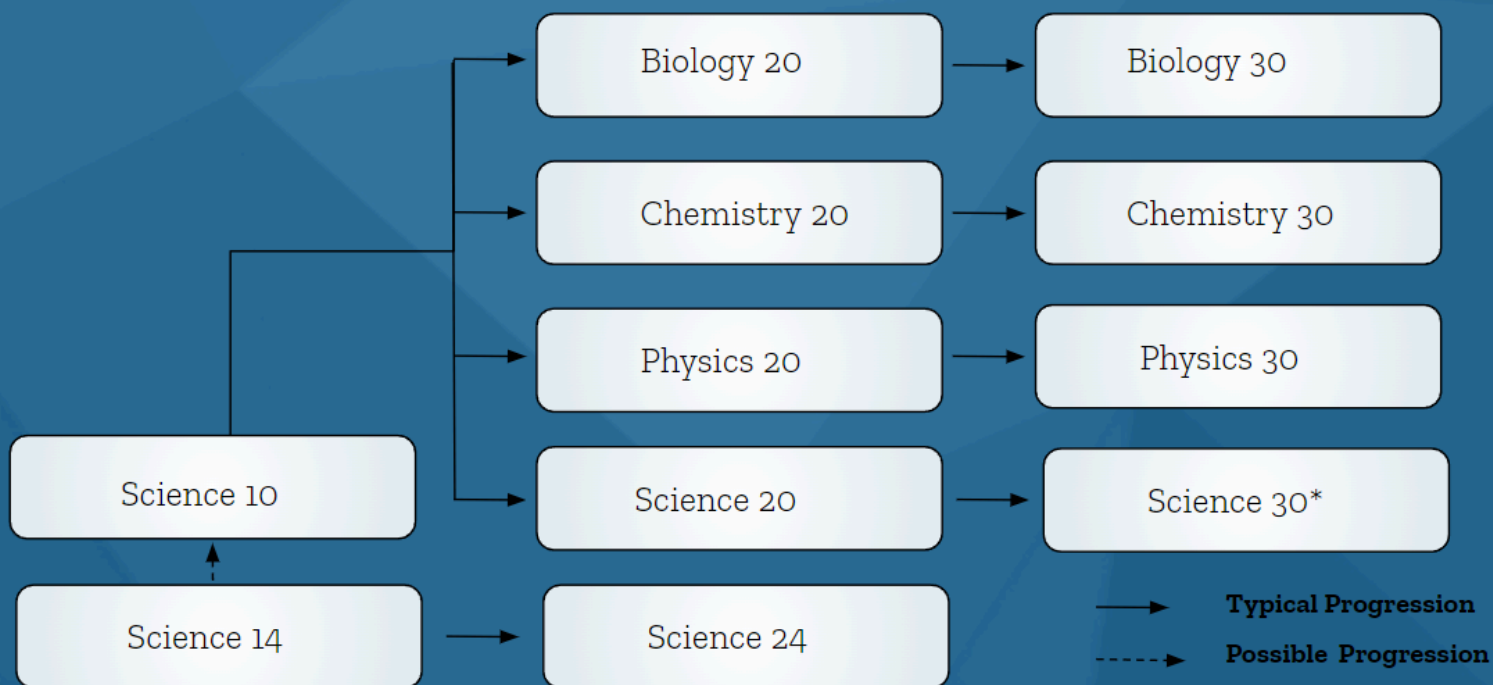 Biology 20
Biology 30
Chemistry 20
Chemistry 30
Physics 20
Physics 30
Science 10
Science 20
Science 30*
Science 14
Science 24
Typical Progression
Possible Progression